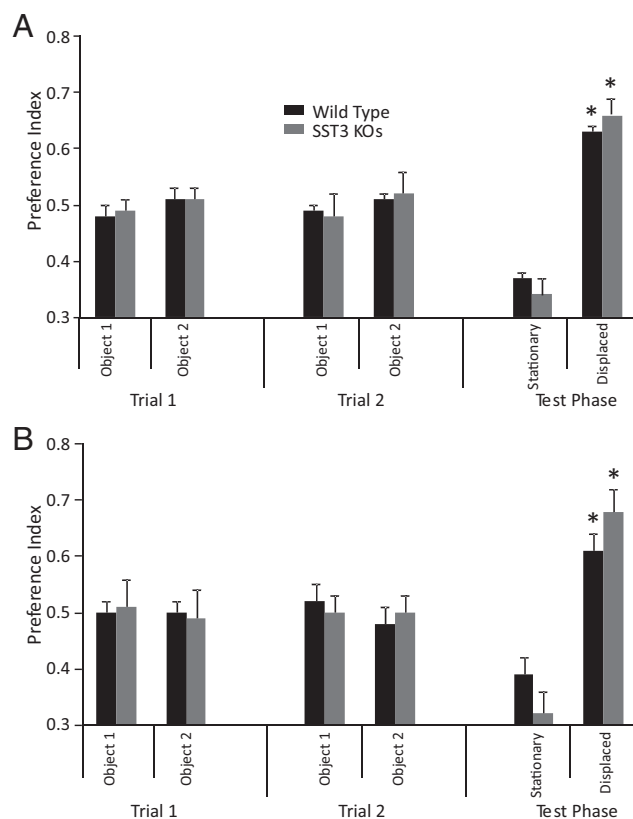 A
0.8
0.7
0.6
0.5
0.4
0.3
Preference Index
Wild Type
SST3 KOs
*
*
Object 1
Object 2
Object 1
Object 2
Stationary
Displaced
Trial 1
Trial 2
Test Phase
B
0.8
0.7
0.6
0.5
0.4
0.3
Preference Index
*
*
Object 1
Object 2
Object 1
Object 2
Stationary
Displaced
Trial 1
Trial 2
Test Phase